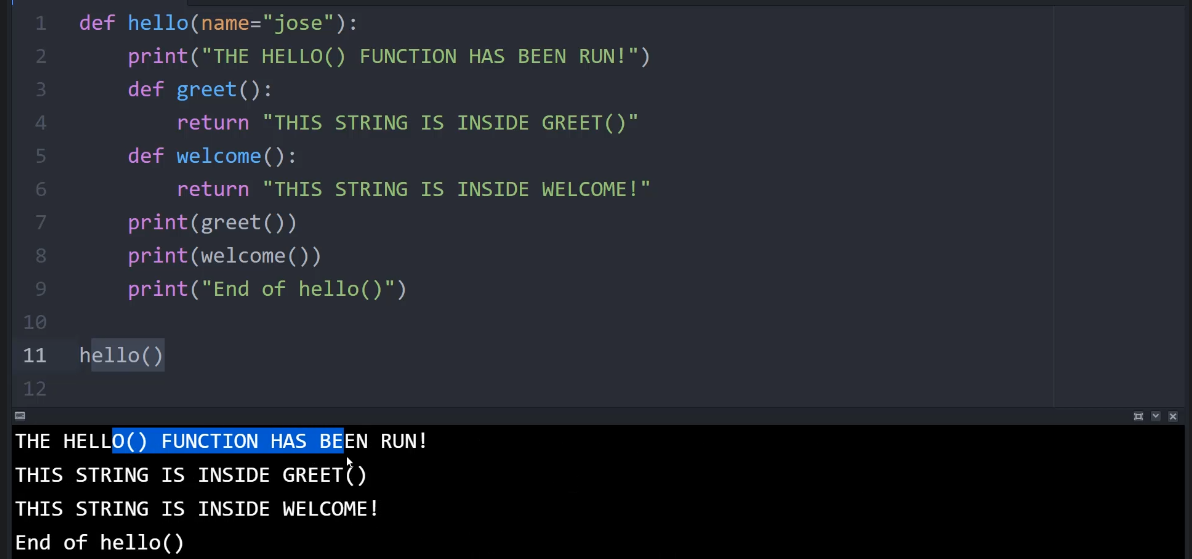 1 def hello(name="jose"):
2 print("THE HELLO() FUNCTION HAS BEEN RUN!")
3 def greet():
4 return "THIS STRING IS INSIDE GREET()"
5 def welcome():
6 return "THIS STRING IS INSIDE WELCOME!"
7 print(greet())
8 print(welcome())
9 print("End of hello()")
10
11 hello()
12
THE HELLO() FUNCTION HAS BEEN RUN!
THIS STRING IS INSIDE GREET()
THIS STRING IS INSIDE WELCOME!
End of hello()